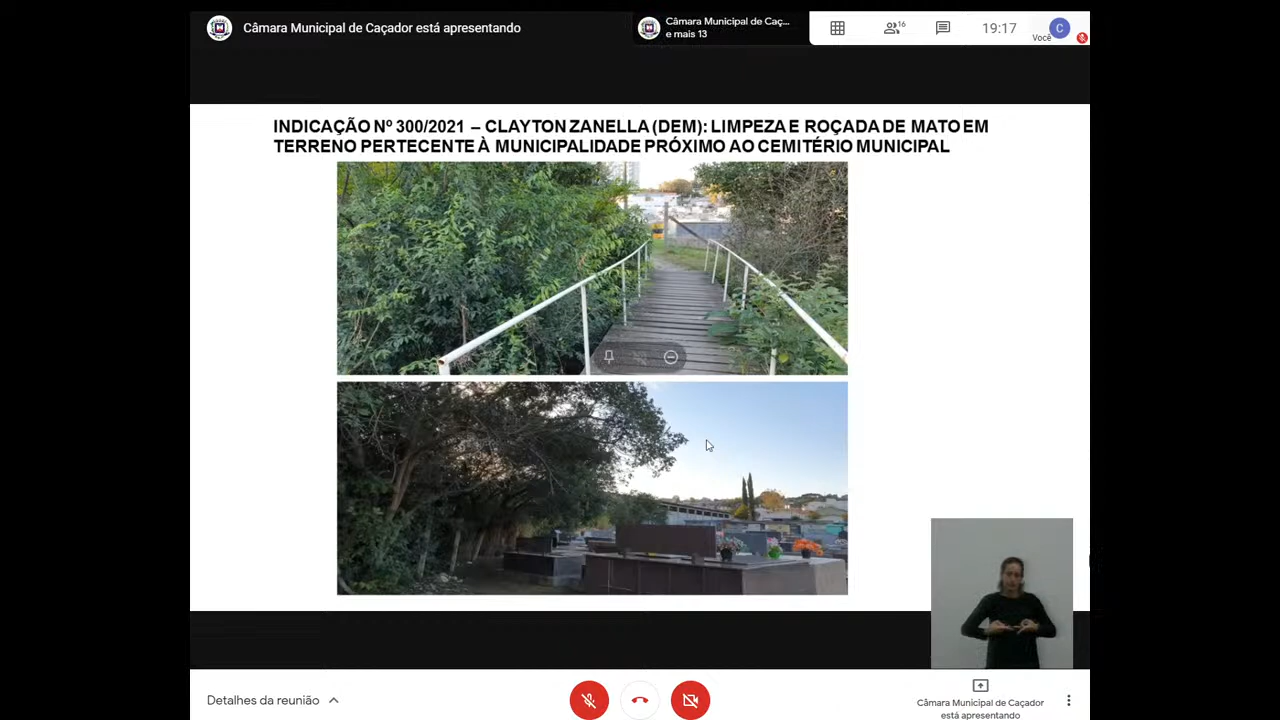 Câmara Municipal de Caçador está apresentando
Câmara Municipal de Caç...
e mais 13
16
19:17
C
Você
INDICAÇÃO Nº 300/2021 – CLAYTON ZANELLA (DEM): LIMPEZA E ROÇADA DE MATO EM
TERRENO PERTECENTE À MUNICIPALIDADE PRÓXIMO AO CEMITÉRIO MUNICIPAL
Detalhes da reunião
Câmara Municipal de Caçador
está apresentando